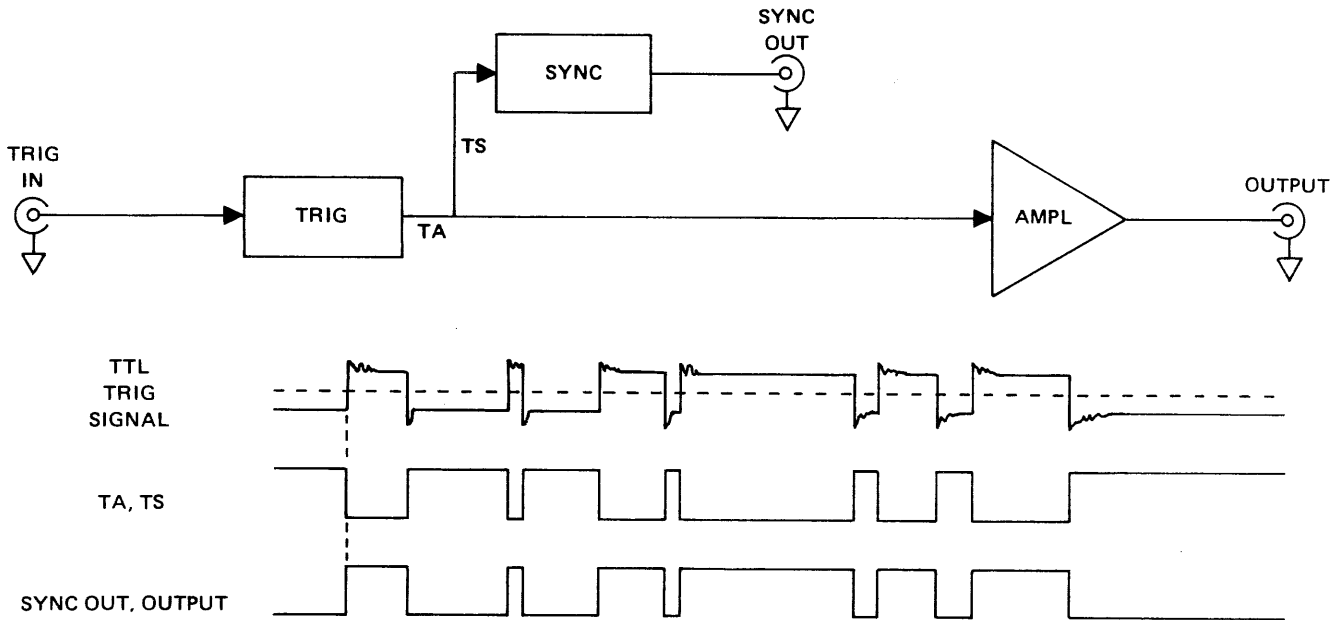 SYNC
OUT
SYNC
TS
TRIG
IN
TRIG
TA
AMPL
OUTPUT
TTL
TRIG
SIGNAL
TA, TS
SYNC OUT, OUTPUT